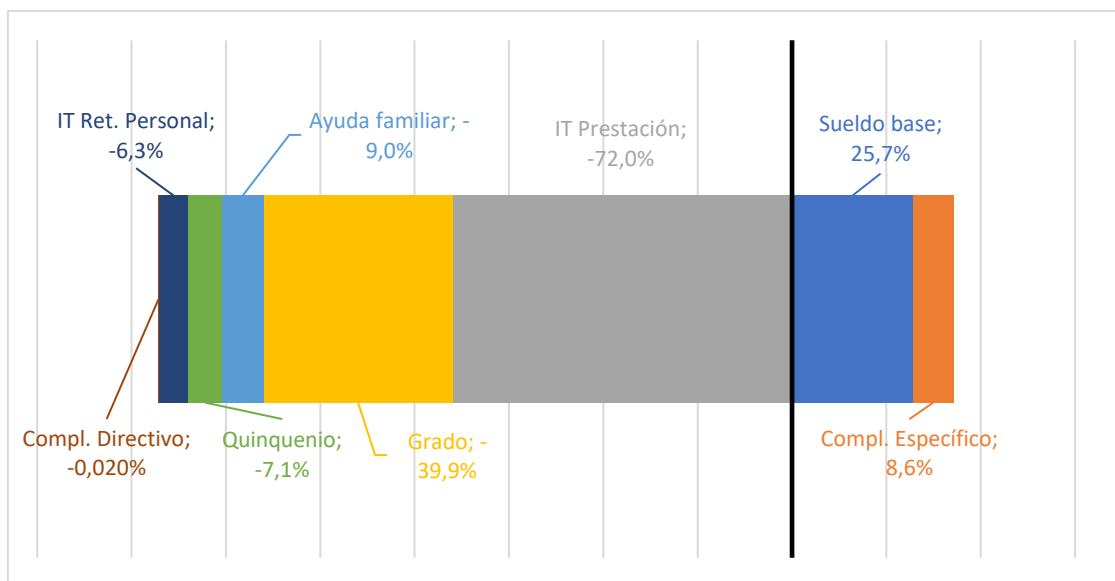 IT Ret. Personal;
-6,3%
Ayuda familiar; -
9,0%
IT Prestación;
-72,0%
Sueldo base;
25,7%
Compl. Directivo;
-0,020%
Quinquenio;
-7,1%
Grado; -
39,9%
Compl. Específico;
8,6%